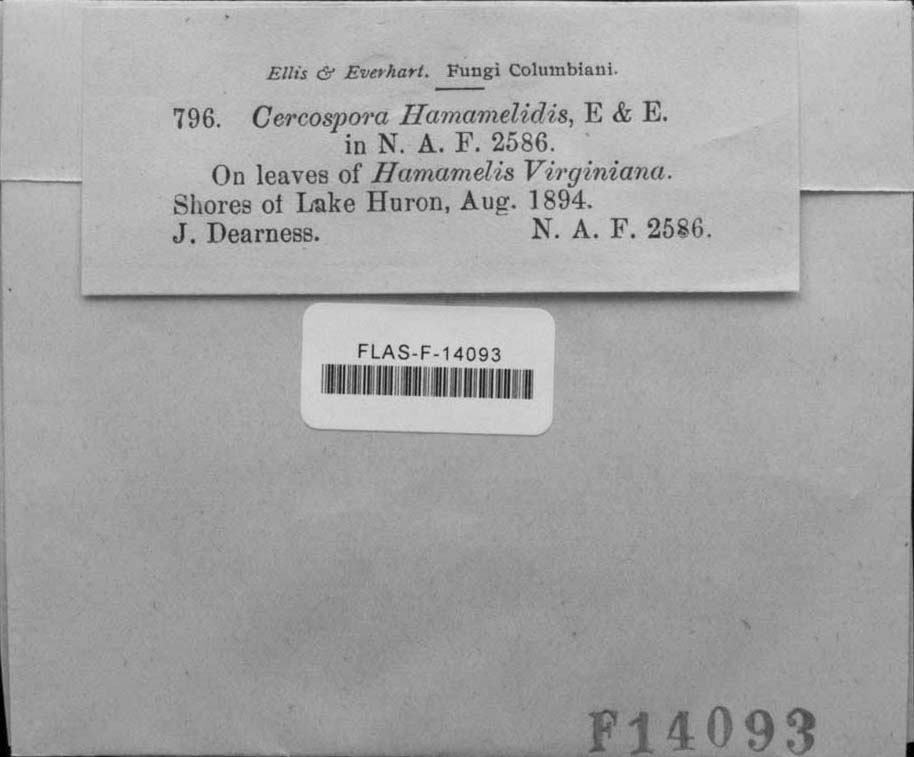 Ellis & Everhart. Fungi Columbiani.
796. Cercospora Hamamelidis, E & E.
in N. A. F. 2586.
On leaves of Hamamelis Virginiana.
Shores of Lake Huron, Aug. 1894.
J. Dearness. N. A. F. 2586.
FLAS-F-14093
F14093